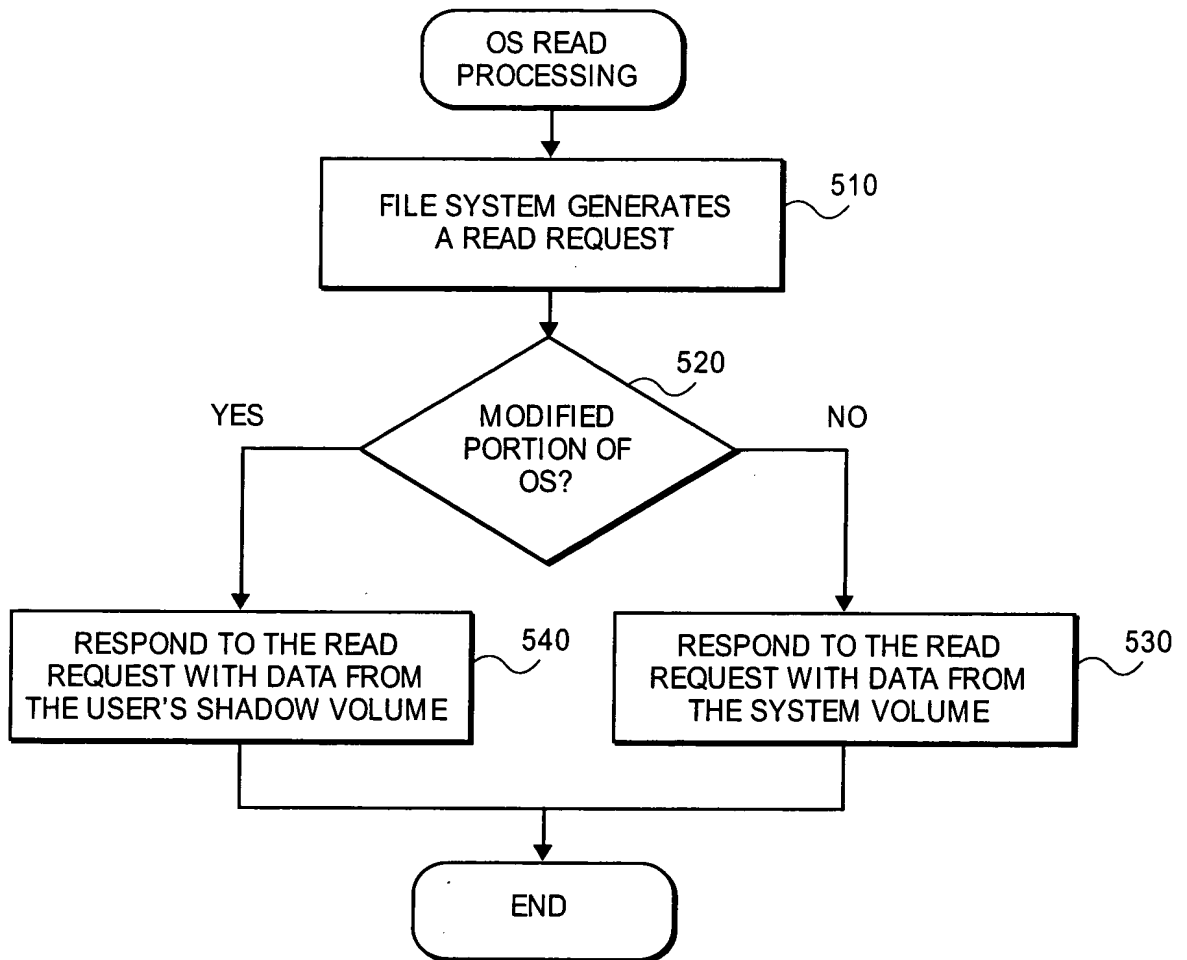 OS READ
PROCESSING
FILE SYSTEM GENERATES
A READ REQUEST
510
520
MODIFIED
PORTION OF
OS?
YES
NO
RESPOND TO THE READ
REQUEST WITH DATA FROM
THE USER'S SHADOW VOLUME
540
RESPOND TO THE READ
REQUEST WITH DATA FROM
THE SYSTEM VOLUME
530
END